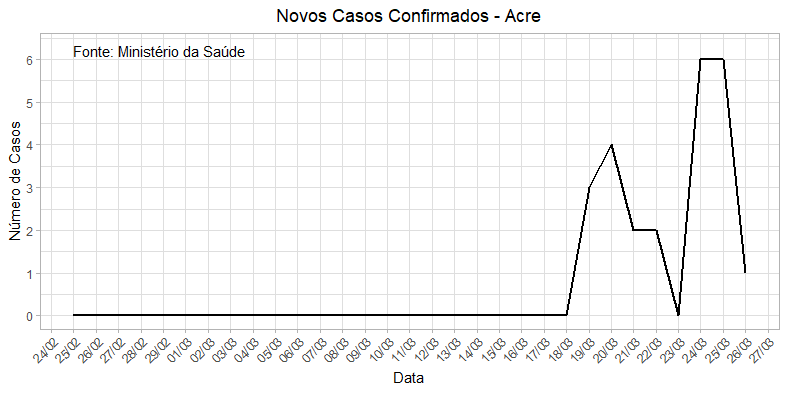 Novos Casos Confirmados - Acre
Fonte: Ministério da Saúde
Número de Casos
6
5
4
3
2
1
0
24/02 25/02 26/02 27/02 28/02 29/02 01/03 02/03 03/03 04/03 05/03 06/03 07/03 08/03 09/03 10/03 11/03 12/03 13/03 14/03 15/03 16/03 17/03 18/03 19/03 20/03 21/03 22/03 23/03 24/03 25/03 26/03 27/03
Data